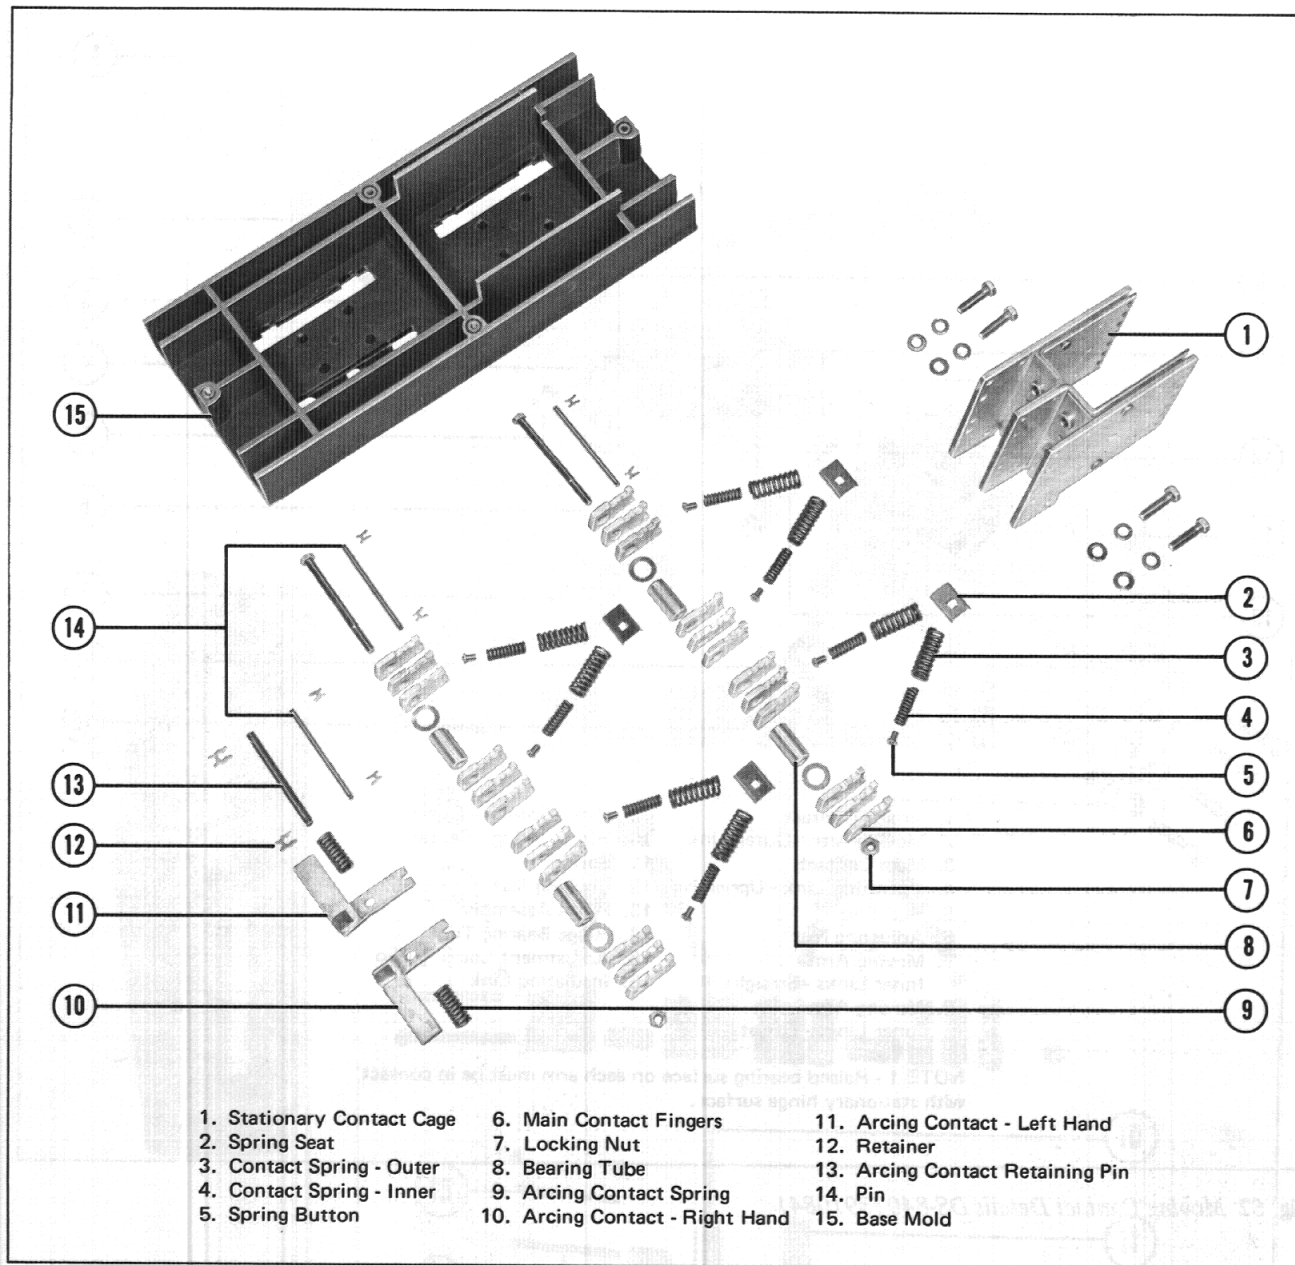 1
2
3
4
5
6
7
8
9
10
11
12
13
14
15
1. Stationary Contact Cage
2. Spring Seat
3. Contact Spring - Outer
4. Contact Spring - Inner
5. Spring Button
6. Main Contact Fingers
7. Locking Nut
8. Bearing Tube
9. Arcing Contact Spring
10. Arcing Contact - Right Hand
11. Arcing Contact - Left Hand
12. Retainer
13. Arcing Contact Retaining Pin
14. Pin
15. Base Mold